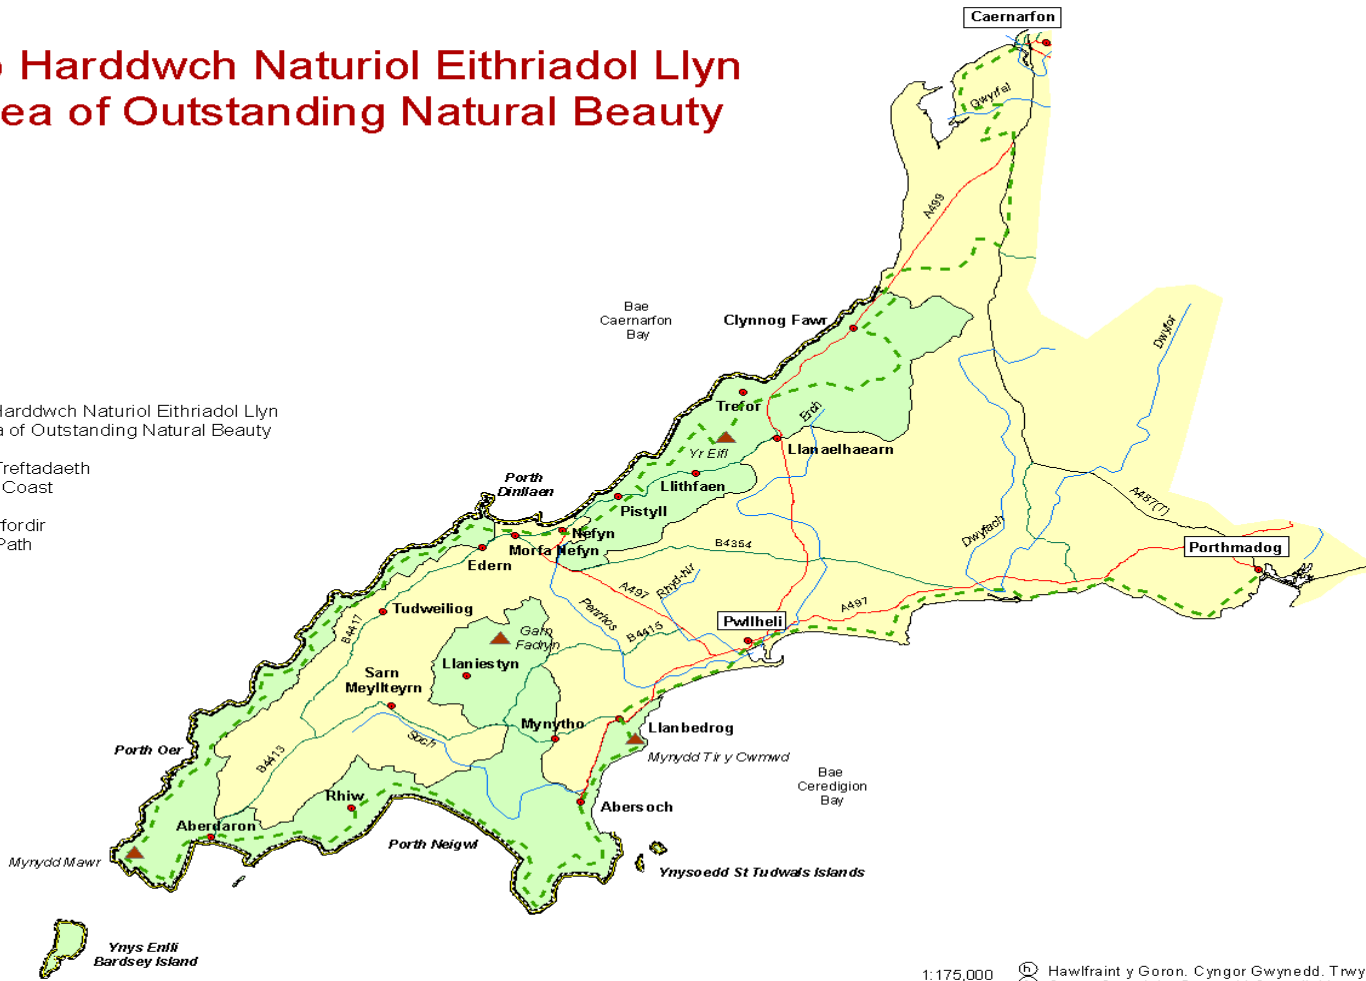 Harddwch Naturiol Eithriadol Llyn
ea of Outstanding Natural Beauty
Caernarfon
Gwyrfai
A499
Bae
Caernarfon
Bay
Clynnog Fawr
Dwyfor
Harddwch Naturiol Eithriadol Llyn
a of Outstanding Natural Beauty
Treftadaeth
Coast
fordir
Path
Trefor
Erch
Yr Eifl
Llanaelhaearn
Porth
Dinllaen
Llithfaen
Pistyll
A487(T)
Nefyn
Morfa Nefyn
Edern
B4354
Dwyfach
Porthmadog
Tudweiliog
B4417
A497
Rhyd-hir
Penrhos
A497
Pwllheli
B4415
Garn
Fadryn
Llaniestyn
Sarn
Meyllteyrn
Mynytho
Llanbedrog
Soch
Porth Oer
B4413
Mynydd Tir y Cwmwd
Bae
Ceredigion
Bay
Rhiw
Abersoch
Aberdaron
Porth Neigwl
Mynydd Mawr
Ynysoedd St Tudwals Islands
Ynys Enlli
Bardsey Island
1:175,000
h Hawlfraint y Goron. Cyngor Gwynedd. Trwy